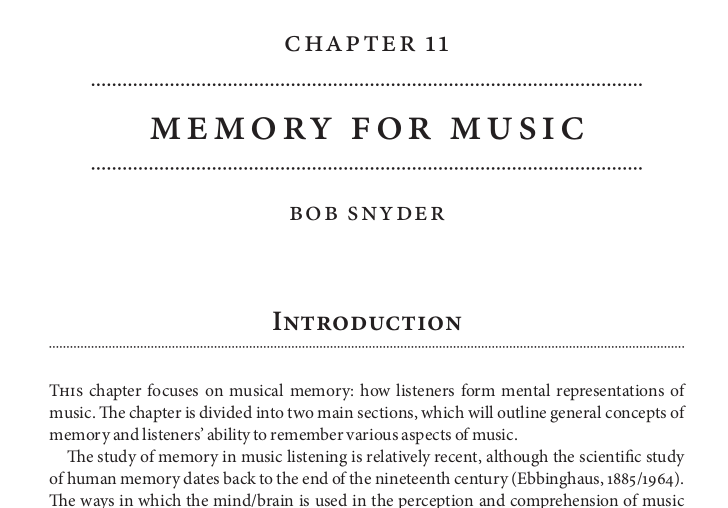 CHAPTER 11
MEMORY FOR MUSIC
BOB SNYDER
Introduction
This chapter focuses on musical memory: how listeners form mental representations of
music. The chapter is divided into two main sections, which will outline general concepts of
memory and listeners’ ability to remember various aspects of music.
The study of memory in music listening is relatively recent, although the scientific study
of human memory dates back to the end of the nineteenth century (Ebbinghaus, 1885/1964).
The ways in which the mind/brain is used in the perception and comprehension of music